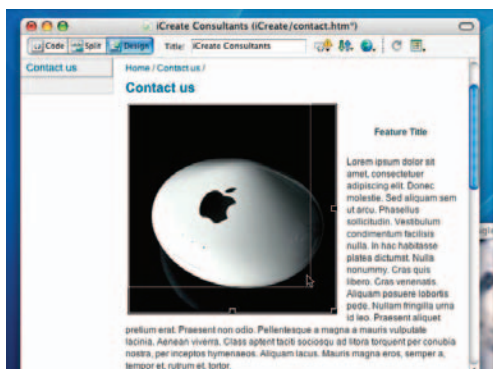 iCreate Consultants (iCreate/contact.htm*)
Code Split Design Title: iCreate Consultants
Contact us
Home / Contact us /
Contact us
Feature Title
Lorem ipsum dolor sit
amet, consectetuer
adipiscing elit. Donec
molestie. Sed aliquam sem
ut arcu. Phasellus
sollicitudin. Vestibulum
condimentum facilisis
nulla. In hac habitasse
platea dictumst. Nulla
nonummy. Cras quis
libero. Cras venenatis.
Aliquam posuere lobortis
pede. Nullam fringilla urna
id leo. Praesent aliquet
pretium erat. Praesent non odio. Pellentesque a magna a mauris vulputate
lacinia. Aenean viverra. Class aptent taciti sociosqu ad litora torquent per conubia
nostra, per inceptos hymenaeos. Aliquam lacus. Mauris magna eros, semper a,
tempor et, rutrum et, tortor.